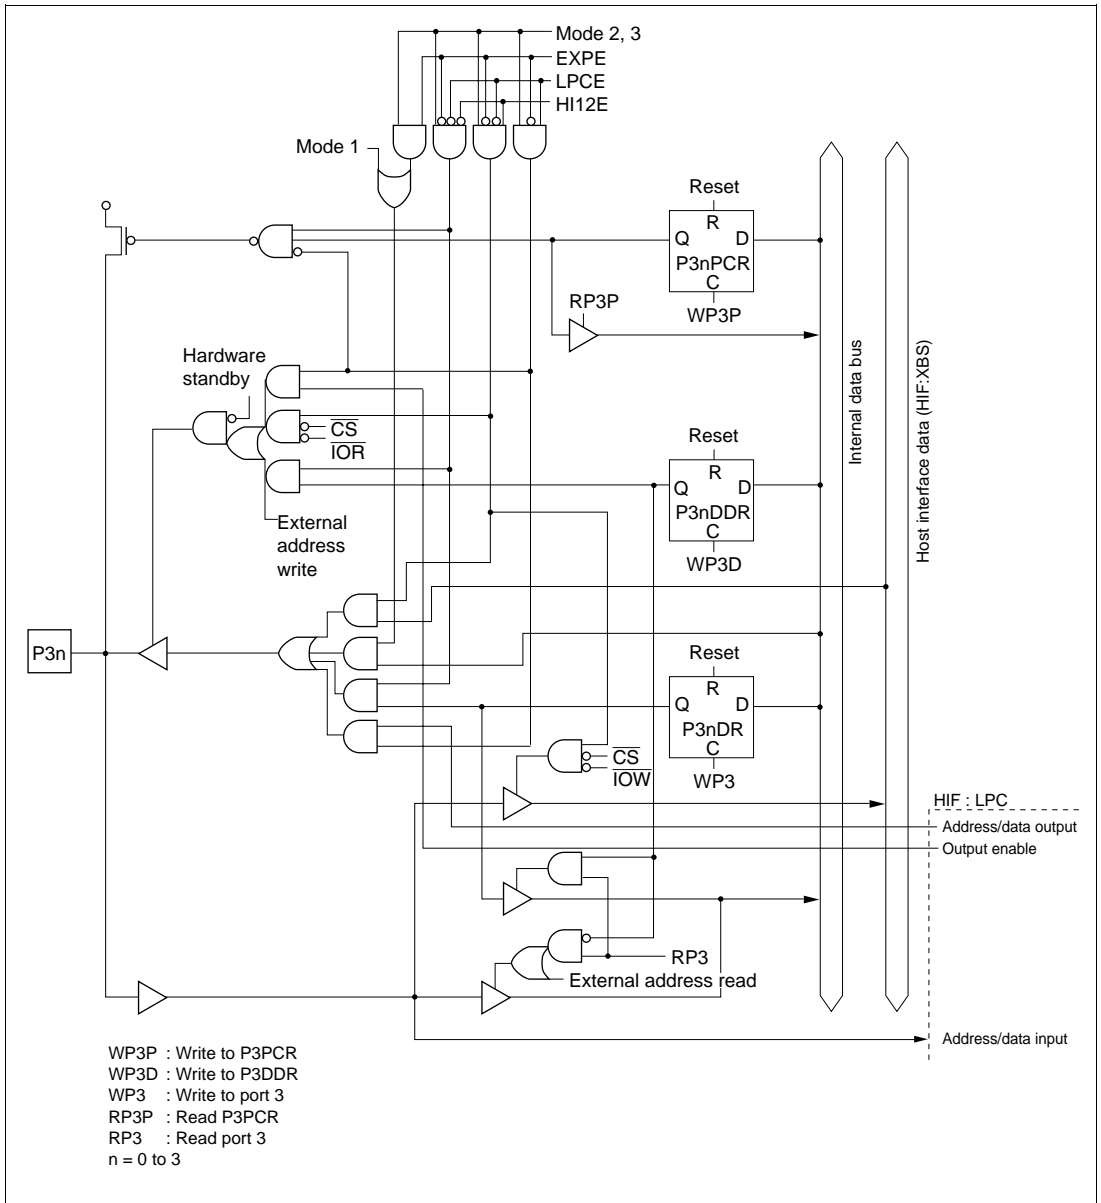 Mode 2, 3
EXPE
LPCE
HI12E
Mode 1
Reset
R
Q D
P3nPCR
C
WP3P
RP3P
Hardware
standby
CS
IOR
External
address
write
Reset
R
Q D
P3nDDR
C
WP3D
Internal data bus
Host interface data (HIF:XBS)
P3n
Reset
R
Q D
P3nDR
C
WP3
CS
IOW
HIF : LPC
Address/data output
Output enable
RP3
External address read
Address/data input
WP3P : Write to P3PCR
WP3D : Write to P3DDR
WP3 : Write to port 3
RP3P : Read P3PCR
RP3 : Read port 3
n = 0 to 3